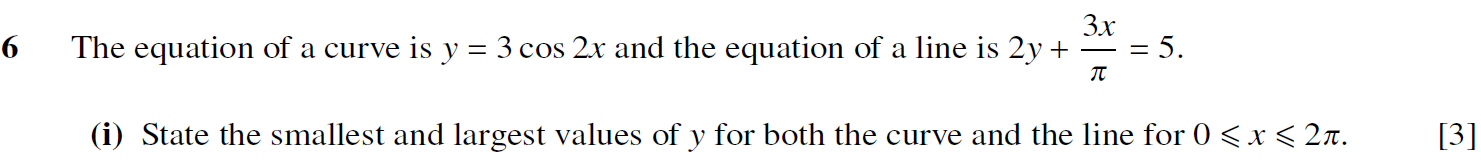 6 The equation of a curve is y = 3 cos 2x and the equation of a line is 2y + 3x/π = 5.
(i) State the smallest and largest values of y for both the curve and the line for 0 ⩽ x ⩽ 2π. [3]